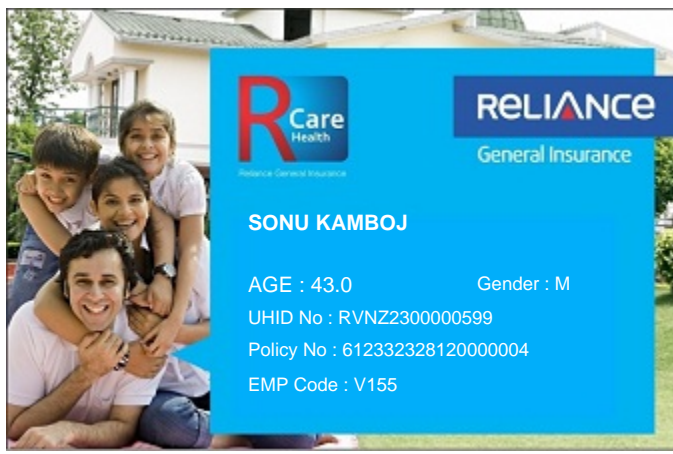 R Care
Health
Reliance General Insurance
RELIANCE
General Insurance
SONU KAMBOJ
AGE : 43.0
Gender : M
UHID No : RVNZ2300000599
Policy No : 612332328120000004
EMP Code : V155